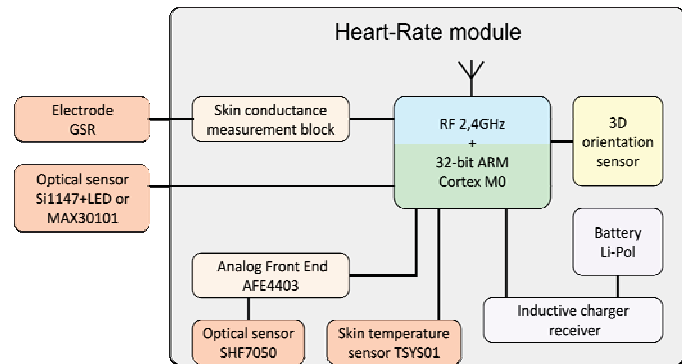 Heart-Rate module
Electrode
GSR
Skin conductance
measurement block
RF 2,4GHz
+
32-bit ARM
Cortex M0
3D
orientation
sensor
Optical sensor
Si1147+LED or
MAX30101
Battery
Li-Pol
Analog Front End
AFE4403
Inductive charger
receiver
Optical sensor
SHF7050
Skin temperature
sensor TSYS01